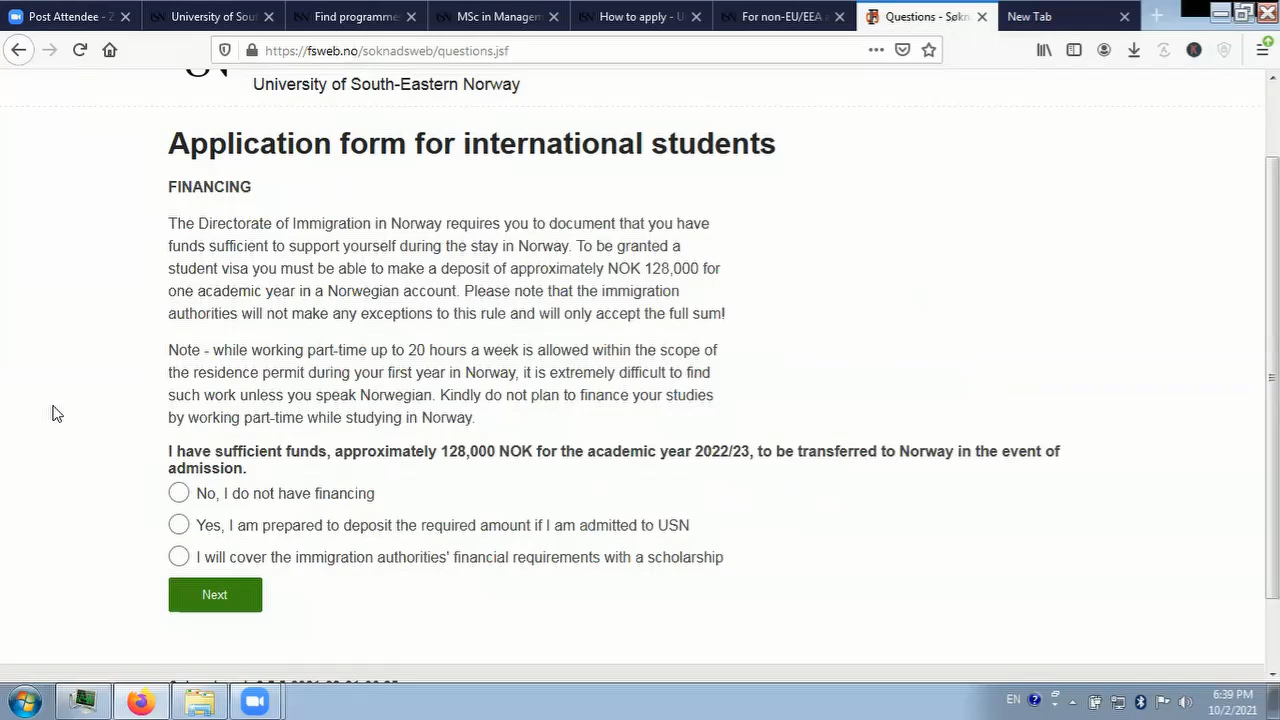 Post Attendee - Z
University of Sout
Find programme
MSc in Managem
How to apply - U
For non-EU/EEA a
Questions - Søkn
New Tab
https://fsweb.no/soknadsweb/questions.jsf
University of South-Eastern Norway
Application form for international students
FINANCING
The Directorate of Immigration in Norway requires you to document that you have
funds sufficient to support yourself during the stay in Norway. To be granted a
student visa you must be able to make a deposit of approximately NOK 128,000 for
one academic year in a Norwegian account. Please note that the immigration
authorities will not make any exceptions to this rule and will only accept the full sum!
Note - while working part-time up to 20 hours a week is allowed within the scope of
the residence permit during your first year in Norway, it is extremely difficult to find
such work unless you speak Norwegian. Kindly do not plan to finance your studies
by working part-time while studying in Norway.
I have sufficient funds, approximately 128,000 NOK for the academic year 2022/23, to be transferred to Norway in the event of
admission.
No, I do not have financing
Yes, I am prepared to deposit the required amount if I am admitted to USN
I will cover the immigration authorities' financial requirements with a scholarship
Next
EN
6:39 PM
10/2/2021